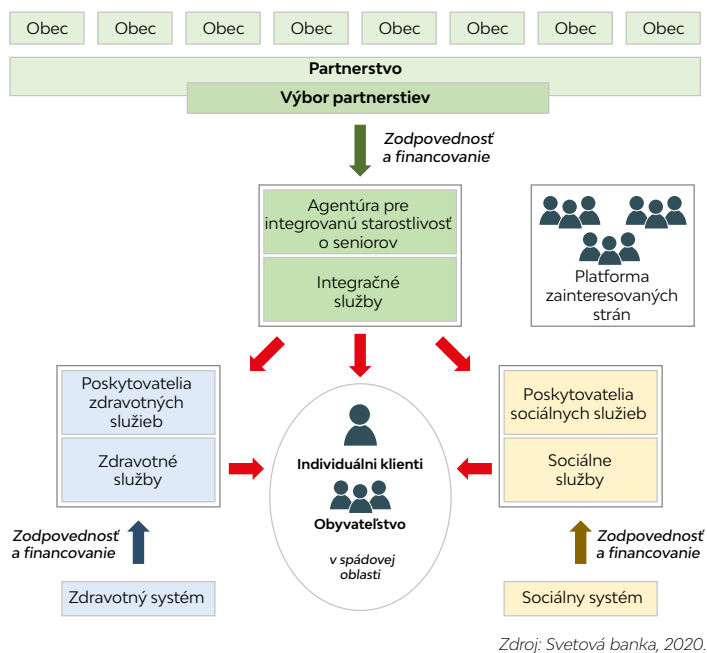 Obec Obec Obec Obec Obec Obec Obec Obec
Partnerstvo
Výbor partnerstiev
Zodpovednosť
a financovanie
Agentúra pre
integrovanú starostlivosť
o seniorov
Integračné
služby
Platforma
zainteresovaných
strán
Poskytovatelia
zdravotných
služieb
Zdravotné
služby
Individuálni klienti
Obyvateľstvo
v spádovej
oblasti
Poskytovatelia
sociálnych služieb
Sociálne
služby
Zodpovednosť
a financovanie
Zdravotný systém
Zodpovednosť
a financovanie
Sociálny systém
Zdroj: Svetová banka, 2020.